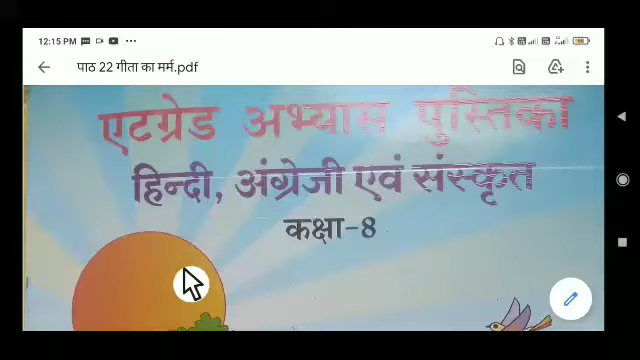 12:15 PM
पाठ 22 गीता का मर्म.pdf
एटग्रेड अभ्यास पुस्तिका
हिन्दी, अंग्रेजी एवं संस्कृत
कक्षा-8